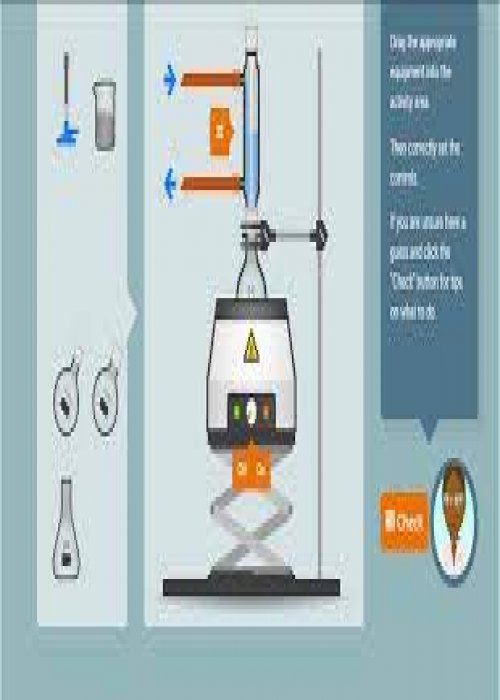 Drag the appropriate
equipment into the
activity area.
Then correctly set the
controls.
If you are unsure have a
guess and click the
"Check" button for tips
on what to do.
Check